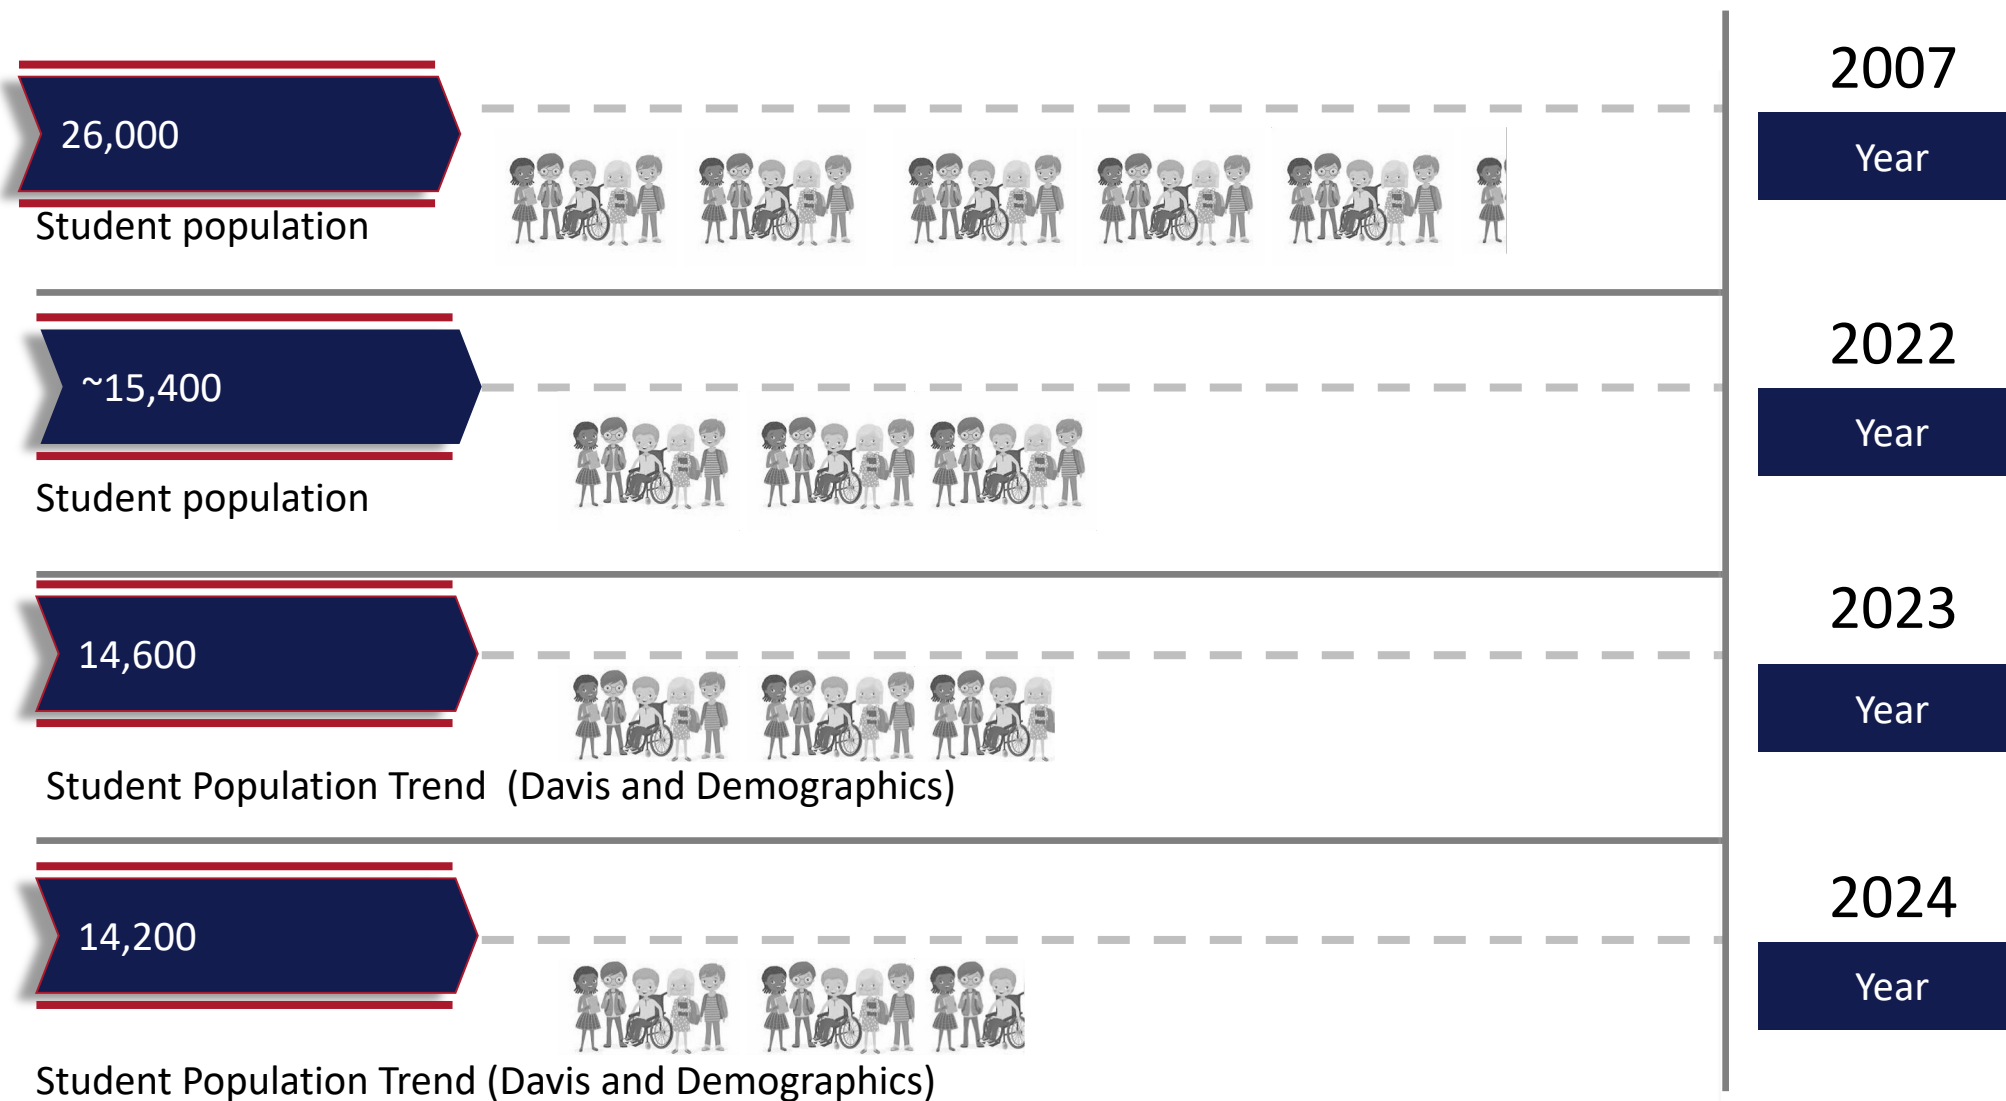 26,000
Student population
2007
Year
~15,400
Student population
2022
Year
14,600
Student Population Trend  (Davis and Demographics)
2023
Year
14,200
Student Population Trend (Davis and Demographics)
2024
Year